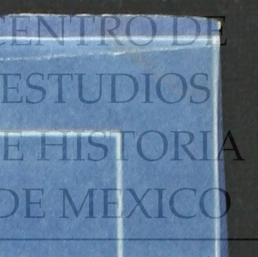 CENTRO DE
ESTUDIOS
E HISTORIA
DE MEXICO